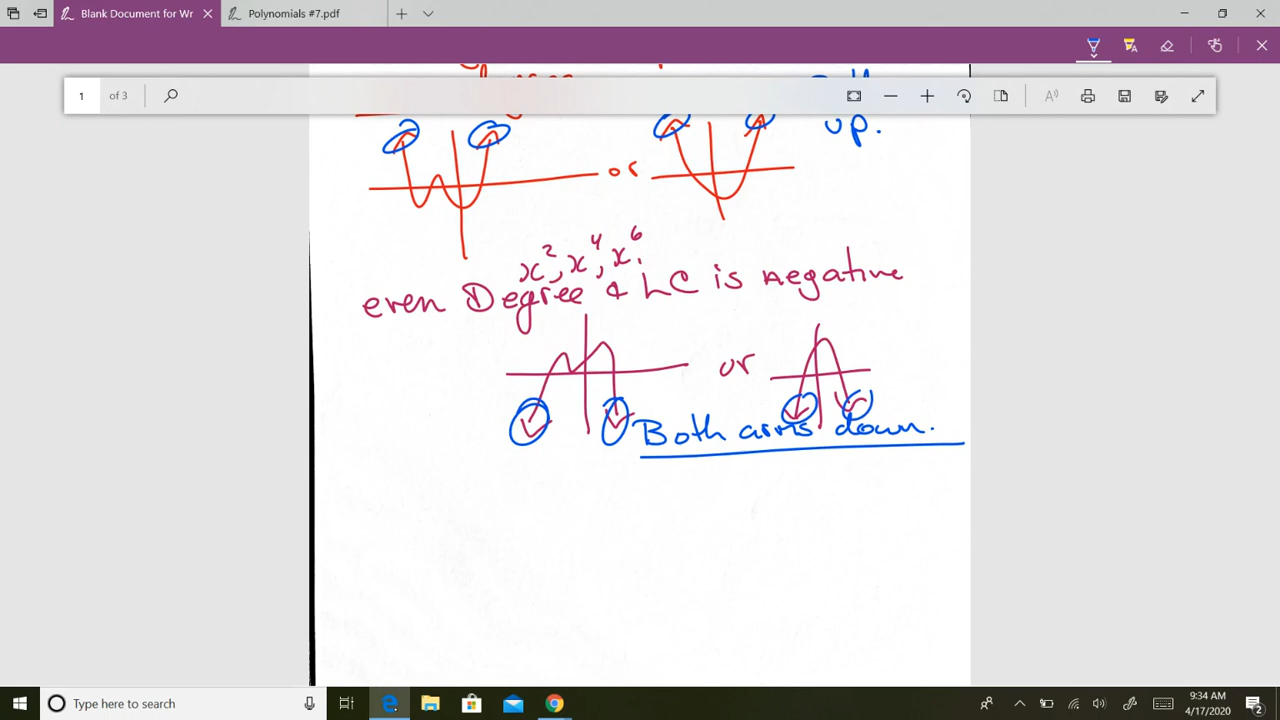 Blank Document for Wr
Polynomials #7.pdf
1 of 3
up.
or
x², x⁴, x⁶.
even Degree & LC is negative
or
Both arms down.
Type here to search
9:34 AM
4/17/2020
2